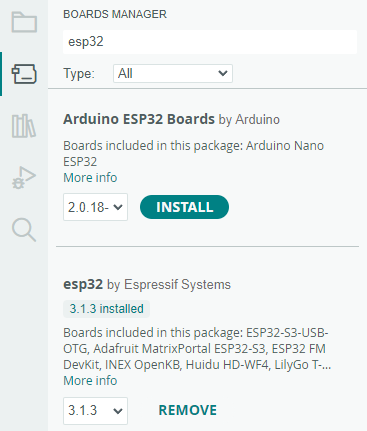 BOARDS MANAGER
esp32
Type: All
Arduino ESP32 Boards by Arduino
Boards included in this package: Arduino Nano
ESP32
More info
2.0.18- INSTALL
esp32 by Espressif Systems
3.1.3 installed
Boards included in this package: ESP32-S3-USB-
OTG, Adafruit MatrixPortal ESP32-S3, ESP32 FM
DevKit, INEX OpenKB, Huidu HD-WF4, LilyGo T-...
More info
3.1.3 REMOVE